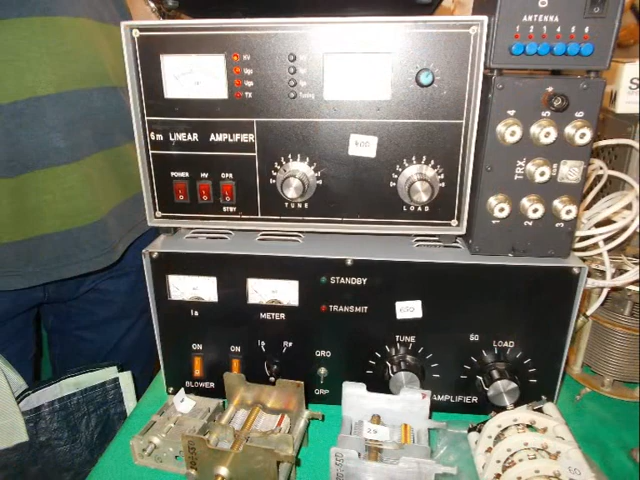 ANTENNA
1 2 3 4 5 6
HV
Ug2
TX
Tuning
6m LINEAR AMPLIFIER
400
POWER HV OPR
STBY
TUNE
LOAD
4 5 6
TRX.
1 2 3
STANDBY
TRANSMIT
650
Ia
METER
ON
ON
Ia RF
BLOWER
QRO
QRP
TUNE
50 LOAD
AMPLIFIER